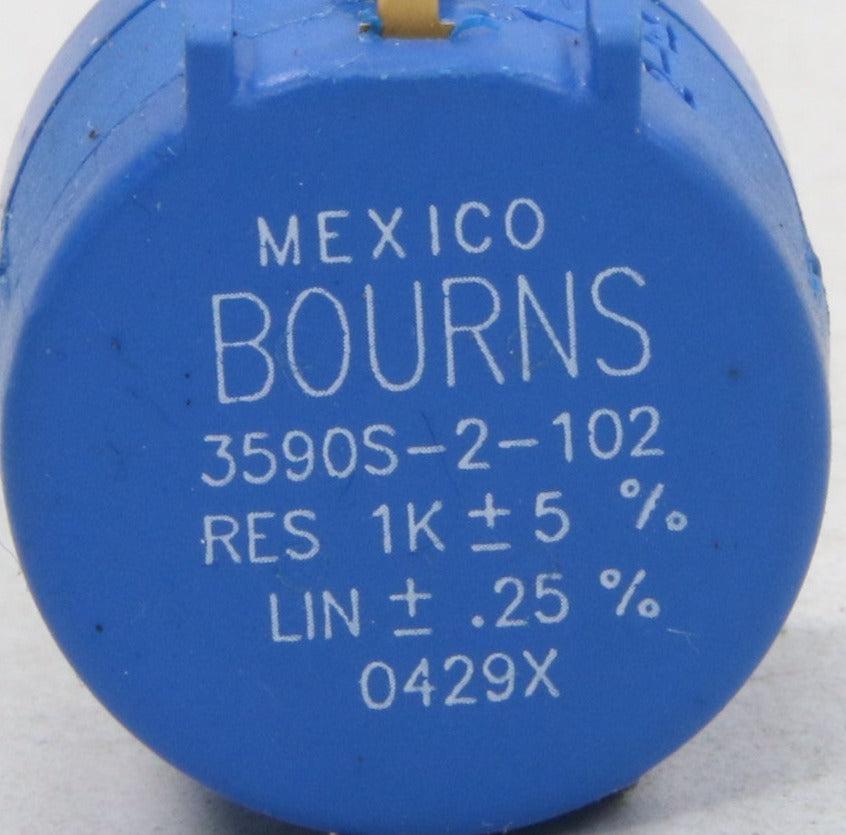 MEXICO
BOURNS
3590S-2-102
RES 1K ± 5 %
LIN ± .25 %
0429X